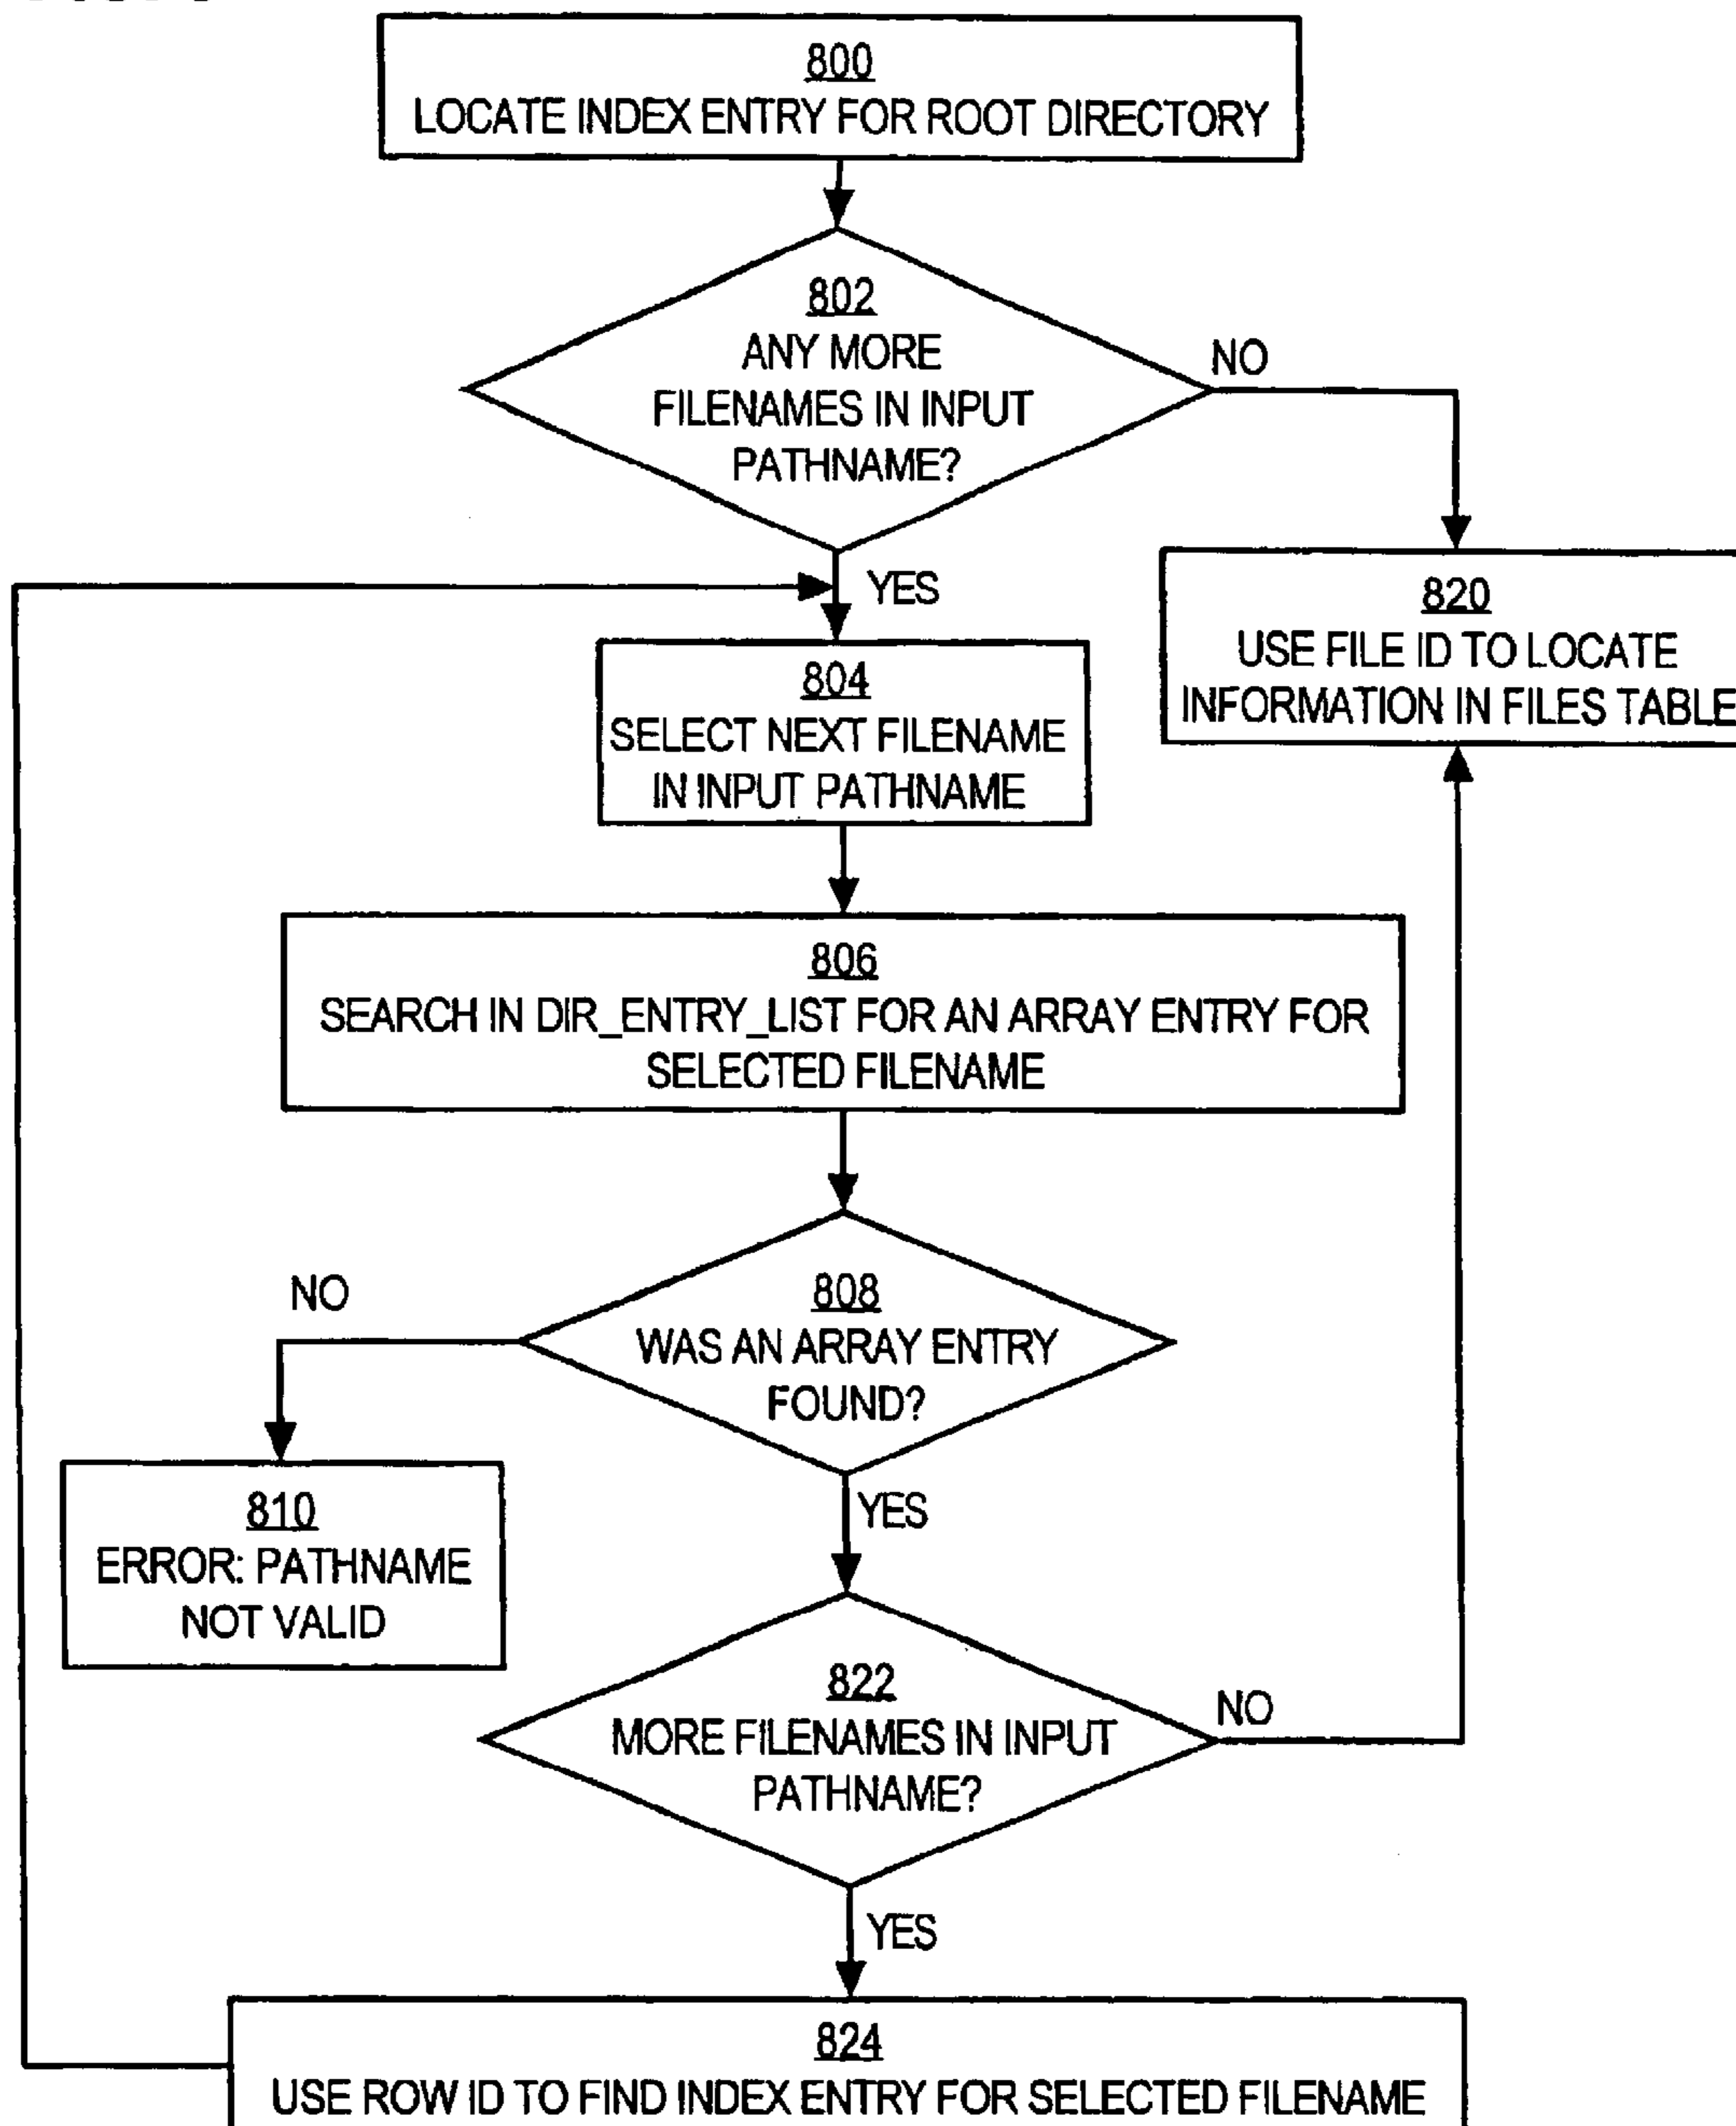 800
LOCATE INDEX ENTRY FOR ROOT DIRECTORY
802
ANY MORE
FILENAMES IN INPUT
PATHNAME?
NO
YES
820
USE FILE ID TO LOCATE
INFORMATION IN FILES TABLE
804
SELECT NEXT FILENAME
IN INPUT PATHNAME
806
SEARCH IN DIR_ENTRY_LIST FOR AN ARRAY ENTRY FOR
SELECTED FILENAME
NO
808
WAS AN ARRAY ENTRY
FOUND?
YES
810
ERROR: PATHNAME
NOT VALID
822
MORE FILENAMES IN INPUT
PATHNAME?
NO
YES
824
USE ROW ID TO FIND INDEX ENTRY FOR SELECTED FILENAME